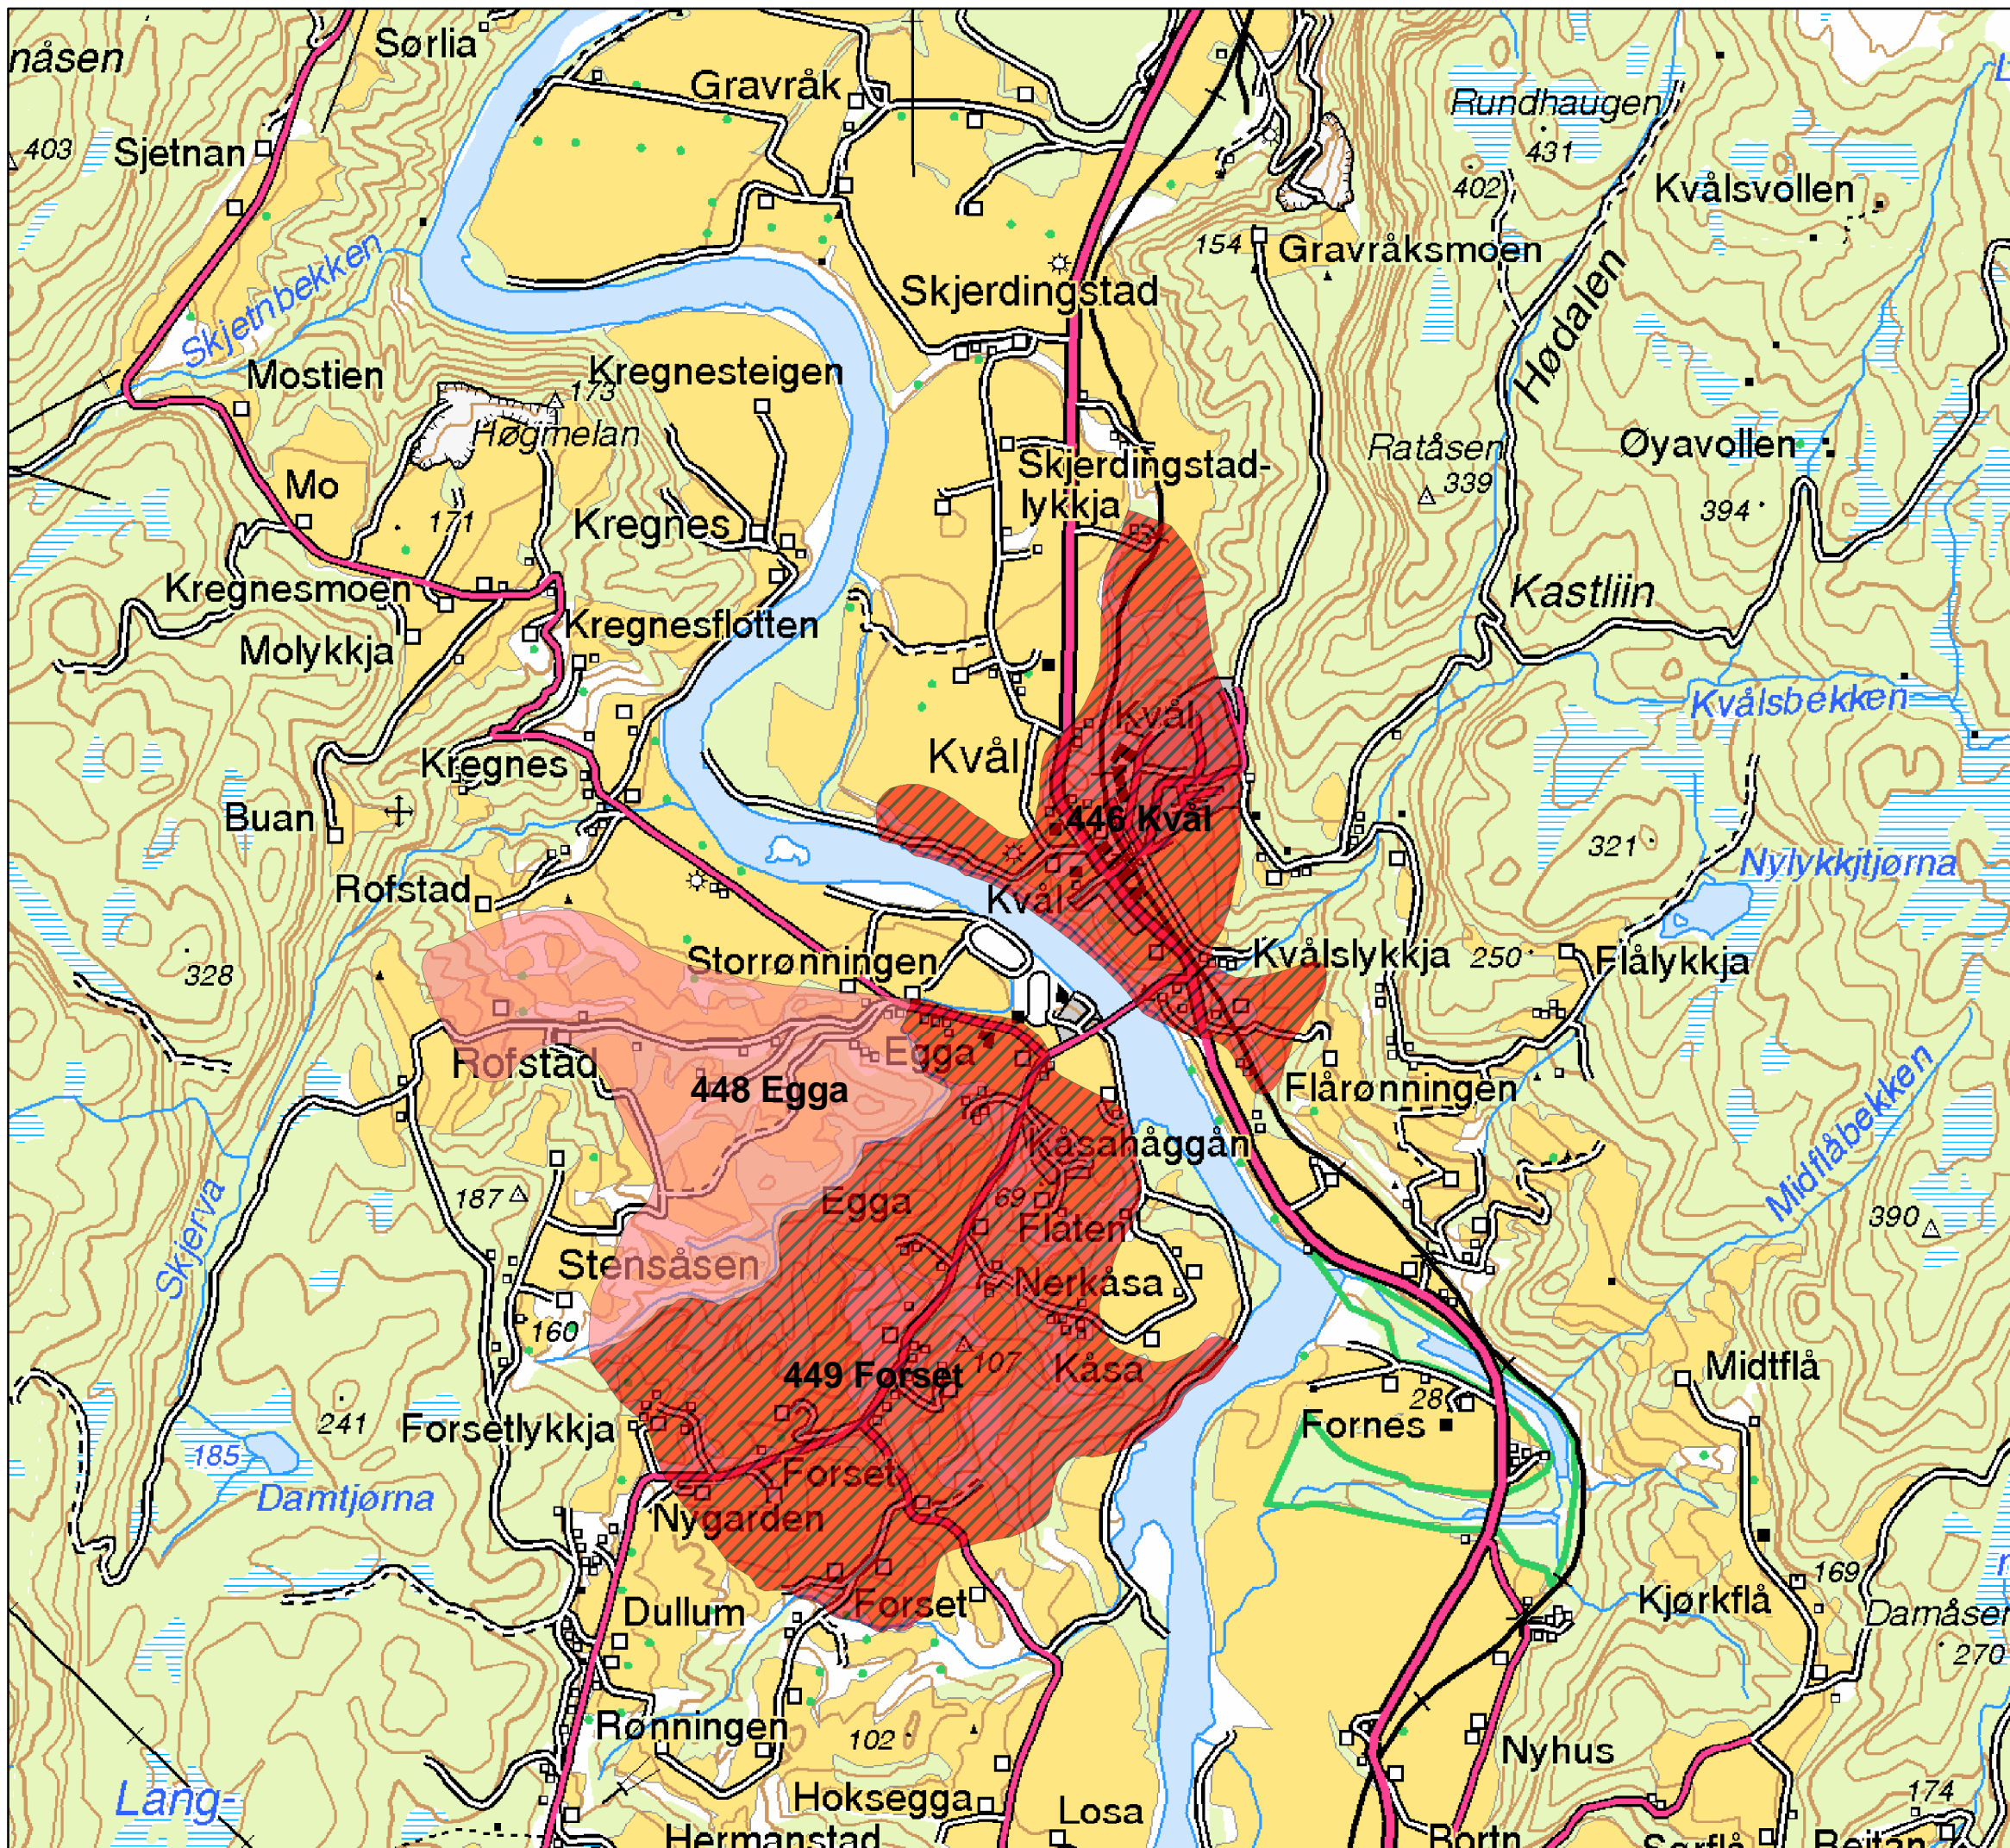 nåsen
Sørlia
Gravråk
Rundhaugen
403
Sjetnan
431
402
Kvålsvollen
154
Gravråksmoen
Skjetnbekken
Skjerdingstad
Hødalen
Mostien
173
Kregnesteigen
Høgmelan
Ratåsen
339
Øyavollen
Skjerdingstad-
lykkja
Mo
171
Kregnes
394
Kregnesmoen
Kastliin
Kregnesflotten
Molykkja
Kvålsbekken
Kvål
Kvål
Kregnes
Buan
446 Kvål
321
Nylykkjtjørna
Rofstad
Kvål
328
Storrønningen
Kvålslykkja
250
Flålykkja
Rofstad
Egga
448 Egga
Flårønningen
Kåsahåggån
Midtflåbekken
187
Egga
69
Flåten
390
Skjerva
Stensåsen
Nerkåsa
160
449 Forset
107
Kåsa
Midtflå
28
241
Forsetlykkja
Fornes
185
Damtjørna
Forset
Nygarden
169
Dullum
Forset
Kjørkflå
Damåsen
270
Rønningen
102
Nyhus
Lang-
Hoksegga
Losa
174
Hermanstad
Sørflå